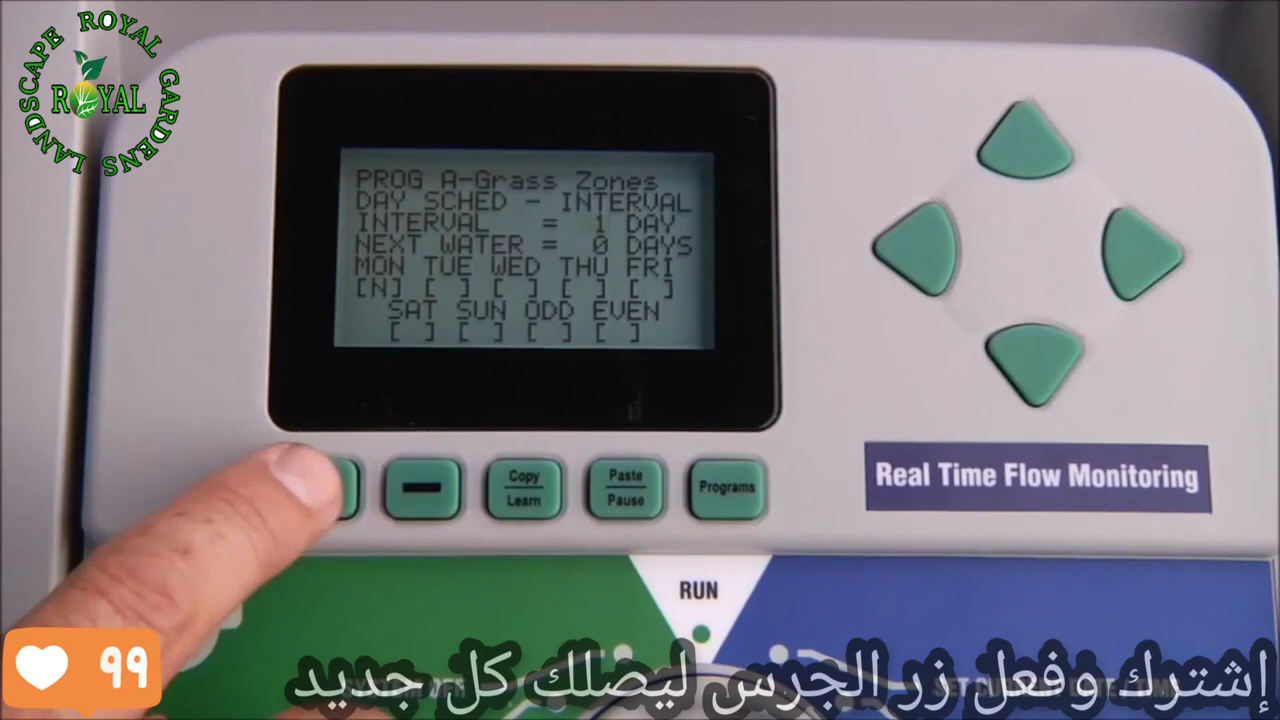 LANDSCAPE ROYAL GARDENS
ROYAL
PROG A-Grass Zones
DAY SCHED - INTERVAL
INTERVAL = 1 DAY
NEXT WATER = 0 DAYS
MON TUE WED THU FRI
[N] [ ] [ ] [ ] [ ]
SAT SUN ODD EVEN
[ ] [ ] [ ] [ ]
Copy
Learn
Paste
Pause
Programs
Real Time Flow Monitoring
RUN
99
إشترك وفعل زر الجرس ليصلك كل جديد